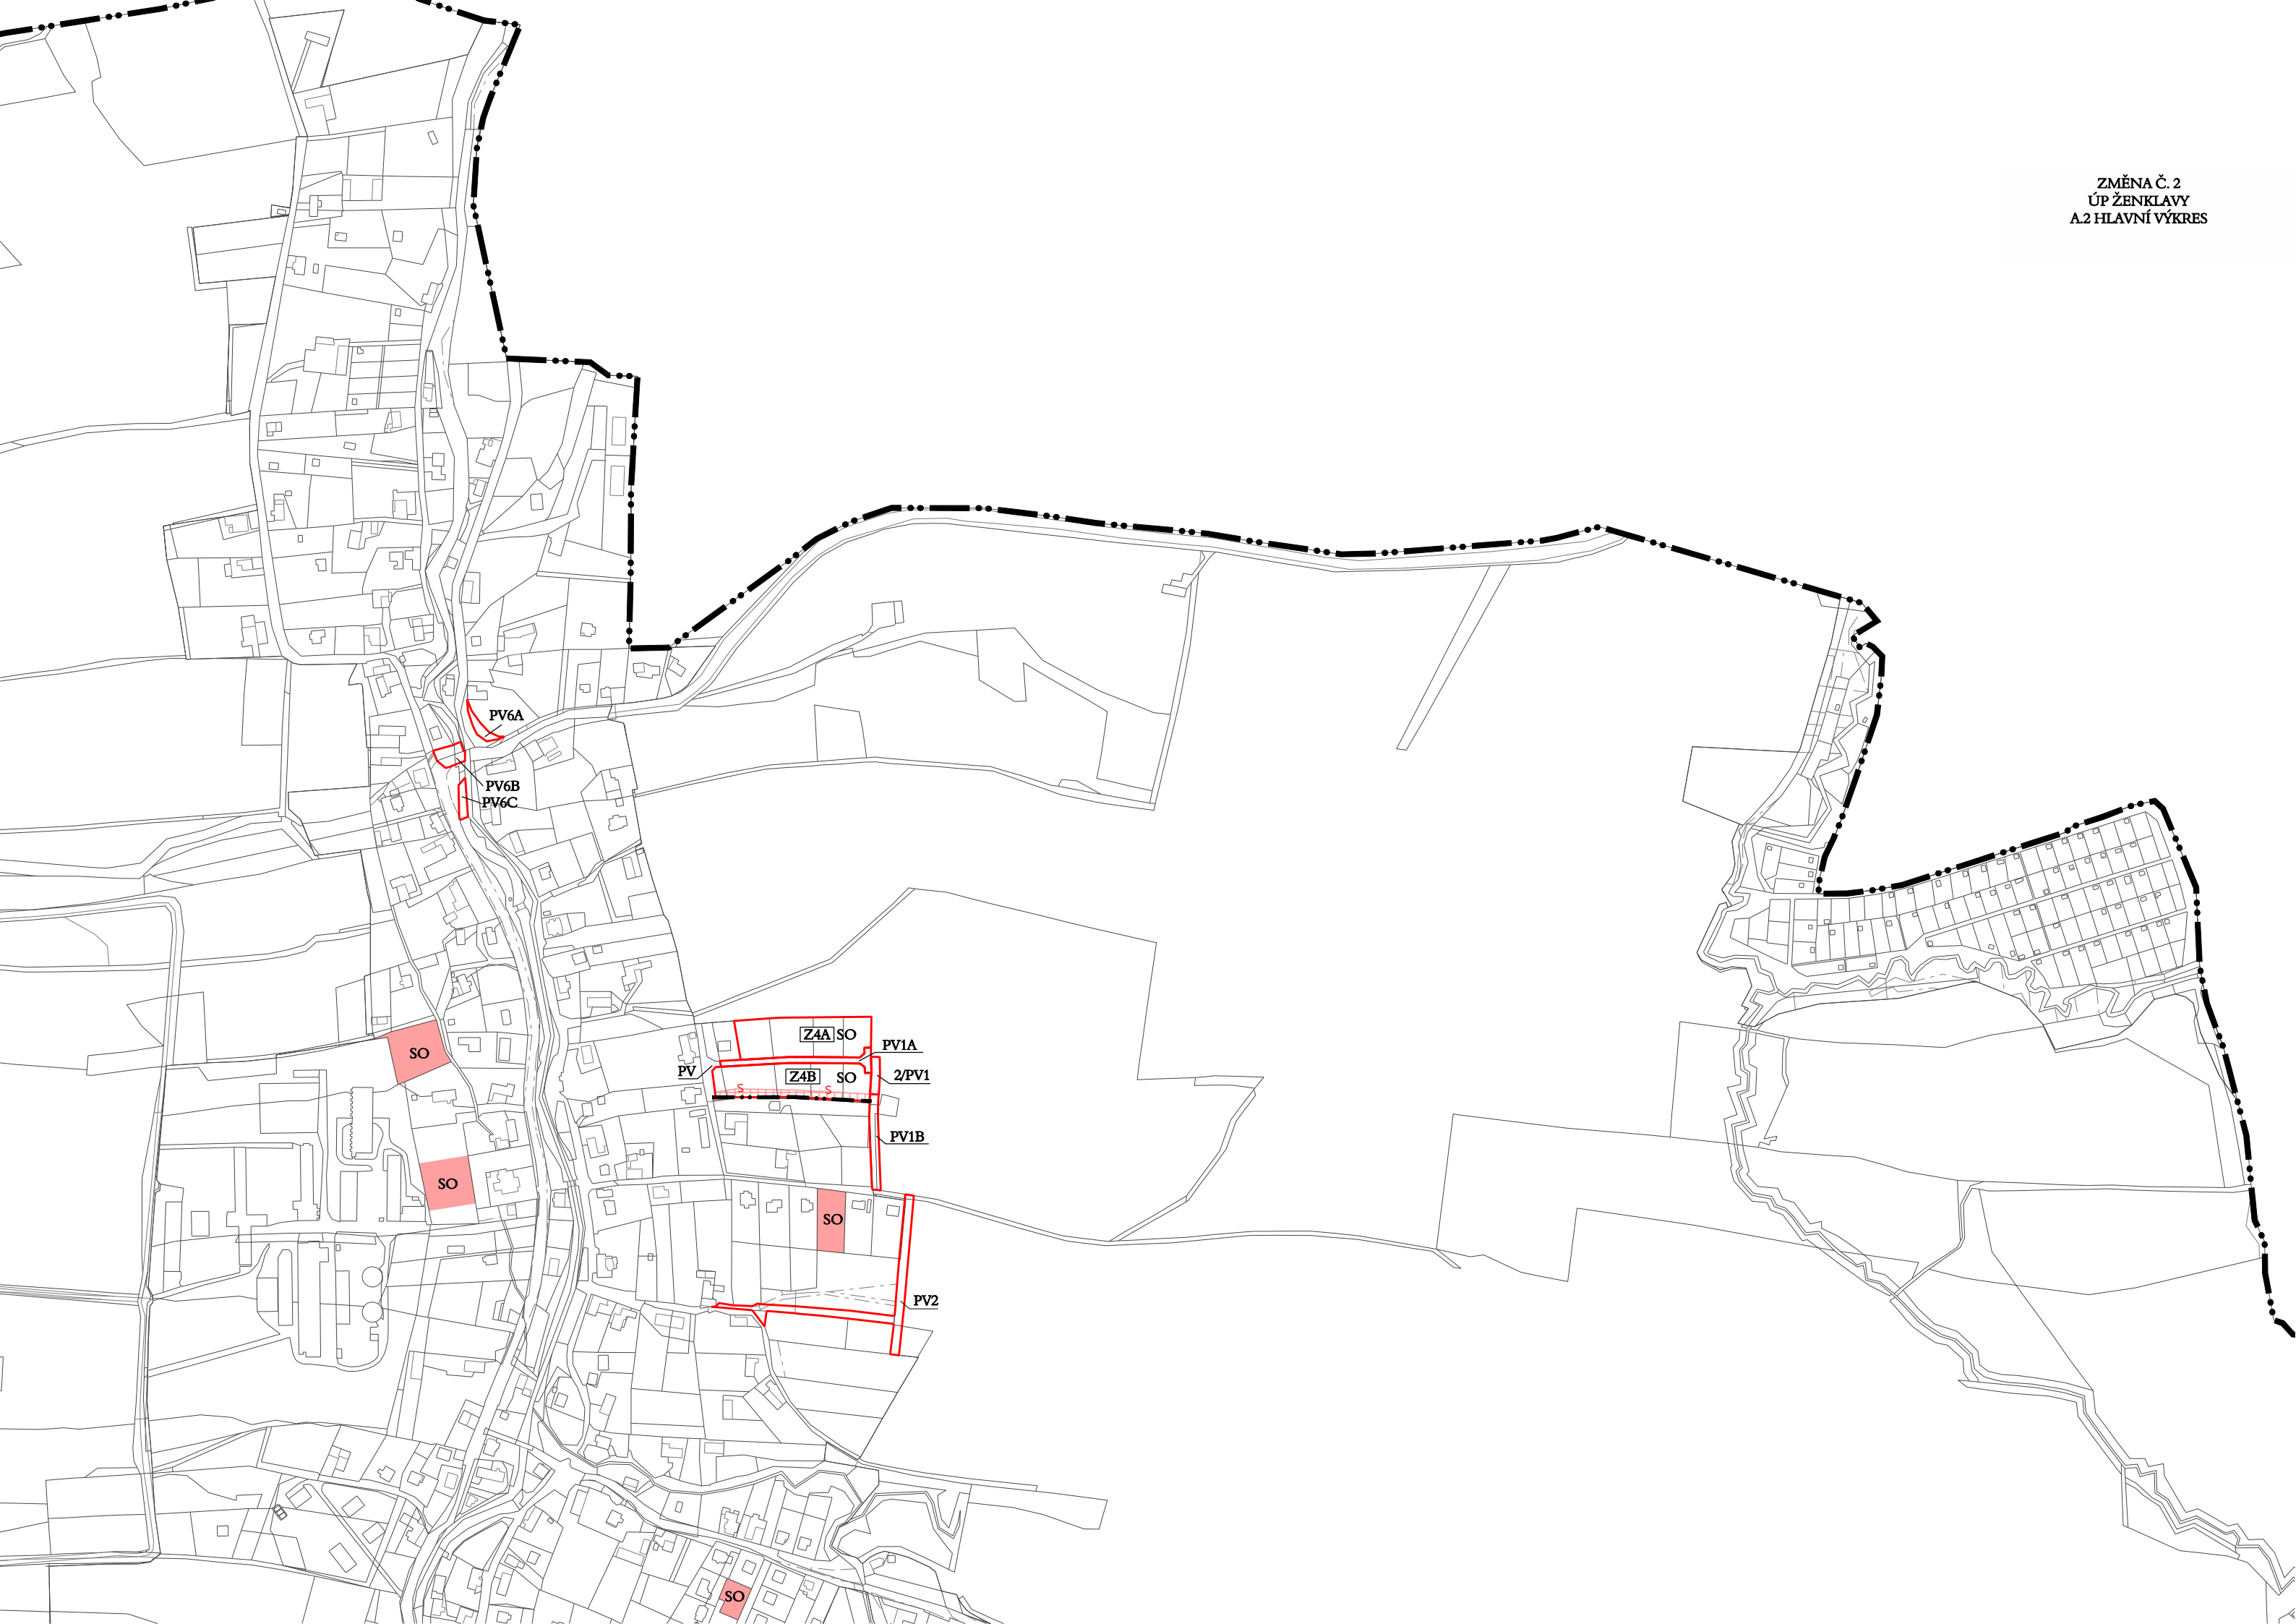 ZMĚNA Č. 2
ÚP ŽENKLAVY
A.2 HLAVNÍ VÝKRES
PV6A
PV6B
PV6C
Z4A SO
PV1A
PV
Z4B SO
2/PV1
S S
SO
PV1B
SO
SO
PV2
SO